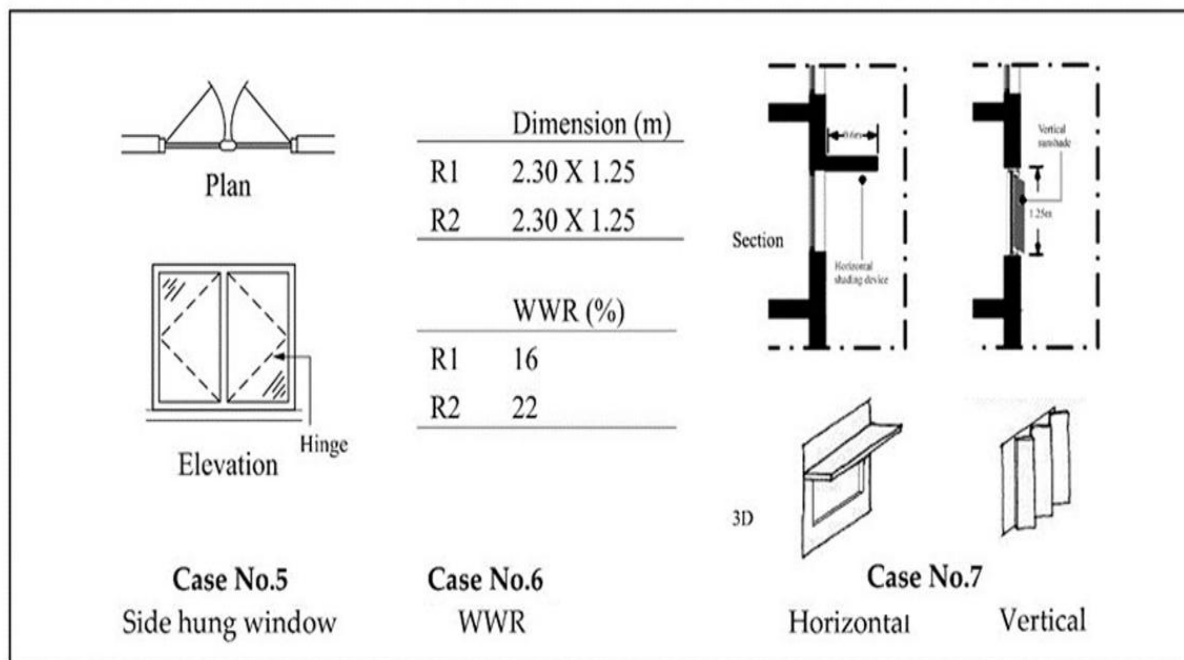 Plan
Elevation
Hinge
Case No.5
Side hung window
Dimension (m)
R1 2.30 X 1.25
R2 2.30 X 1.25
WWR (%)
R1 16
R2 22
Case No.6
WWR
Section
0.6m
Horizontal
shading device
Vertical
sunshade
1.25m
3D
Case No.7
Horizontal
Vertical